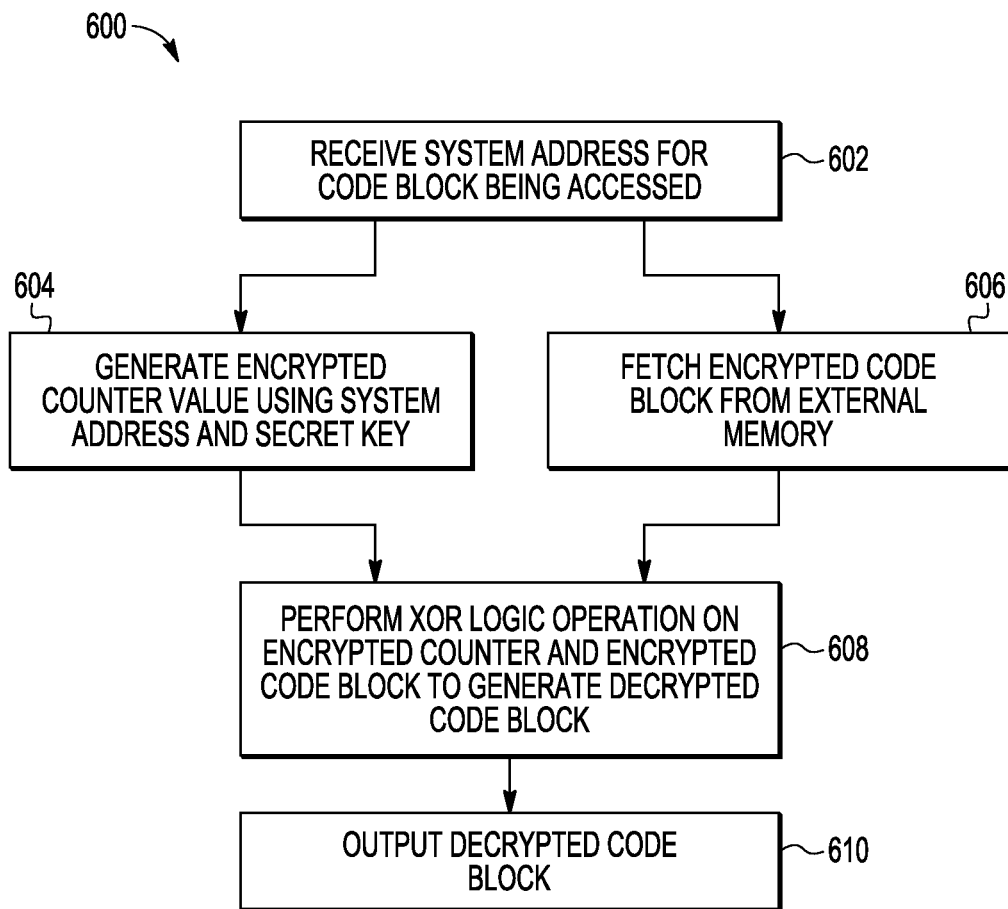 600
RECEIVE SYSTEM ADDRESS FOR
CODE BLOCK BEING ACCESSED
602
604
GENERATE ENCRYPTED
COUNTER VALUE USING SYSTEM
ADDRESS AND SECRET KEY
606
FETCH ENCRYPTED CODE
BLOCK FROM EXTERNAL
MEMORY
PERFORM XOR LOGIC OPERATION ON
ENCRYPTED COUNTER AND ENCRYPTED
CODE BLOCK TO GENERATE DECRYPTED
CODE BLOCK
608
OUTPUT DECRYPTED CODE
BLOCK
610